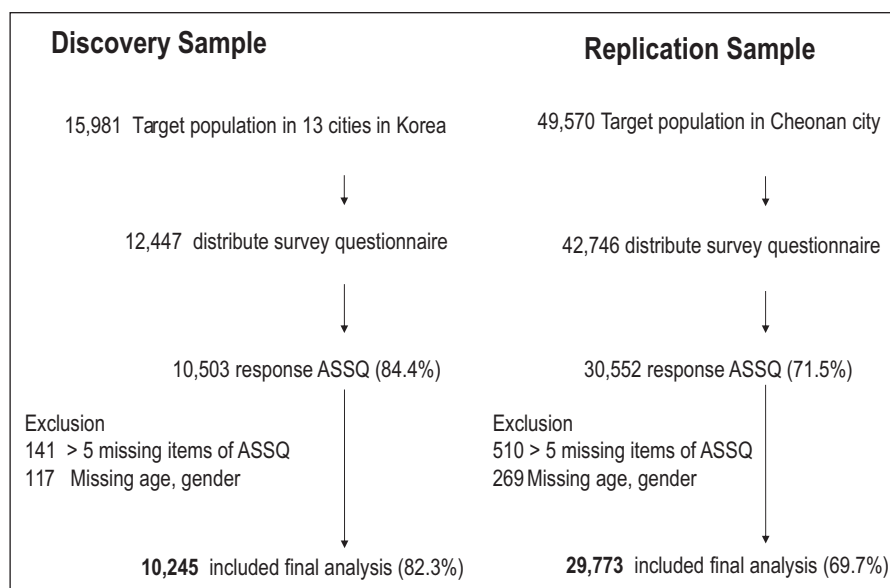 Discovery Sample
15,981 Target population in 13 cities in Korea
12,447 distribute survey questionnaire
10,503 response ASSQ (84.4%)
Exclusion
141 > 5 missing items of ASSQ
117 Missing age, gender
10,245 included final analysis (82.3%)
Replication Sample
49,570 Target population in Cheonan city
42,746 distribute survey questionnaire
30,552 response ASSQ (71.5%)
Exclusion
510 > 5 missing items of ASSQ
269 Missing age, gender
29,773 included final analysis (69.7%)